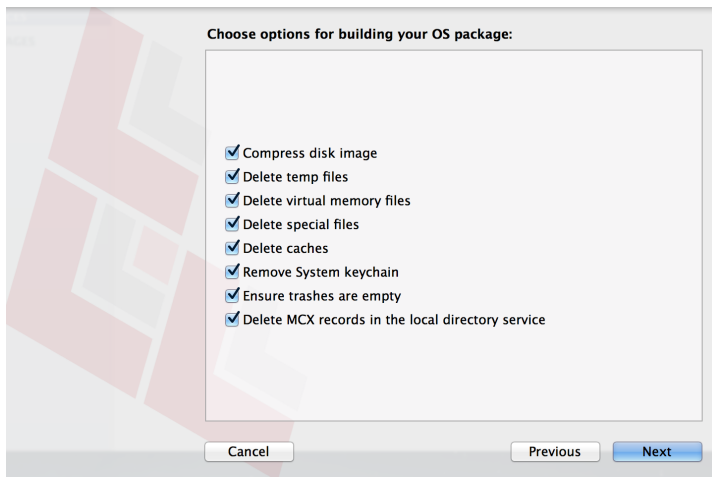 Choose options for building your OS package:
Compress disk image
Delete temp files
Delete virtual memory files
Delete special files
Delete caches
Remove System keychain
Ensure trashes are empty
Delete MCX records in the local directory service
Cancel
Previous
Next